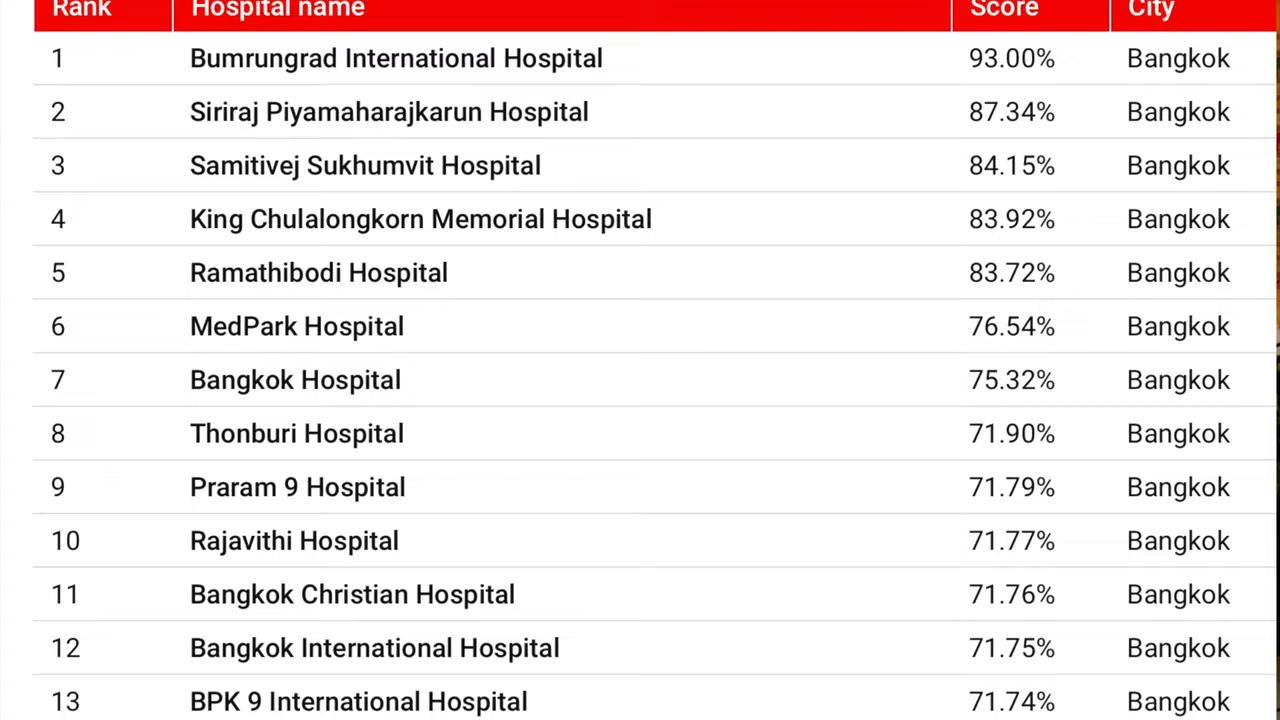 Rank Hospital name Score City
1 Bumrungrad International Hospital 93.00% Bangkok
2 Siriraj Piyamaharajkarun Hospital 87.34% Bangkok
3 Samitivej Sukhumvit Hospital 84.15% Bangkok
4 King Chulalongkorn Memorial Hospital 83.92% Bangkok
5 Ramathibodi Hospital 83.72% Bangkok
6 MedPark Hospital 76.54% Bangkok
7 Bangkok Hospital 75.32% Bangkok
8 Thonburi Hospital 71.90% Bangkok
9 Praram 9 Hospital 71.79% Bangkok
10 Rajavithi Hospital 71.77% Bangkok
11 Bangkok Christian Hospital 71.76% Bangkok
12 Bangkok International Hospital 71.75% Bangkok
13 BPK 9 International Hospital 71.74% Bangkok